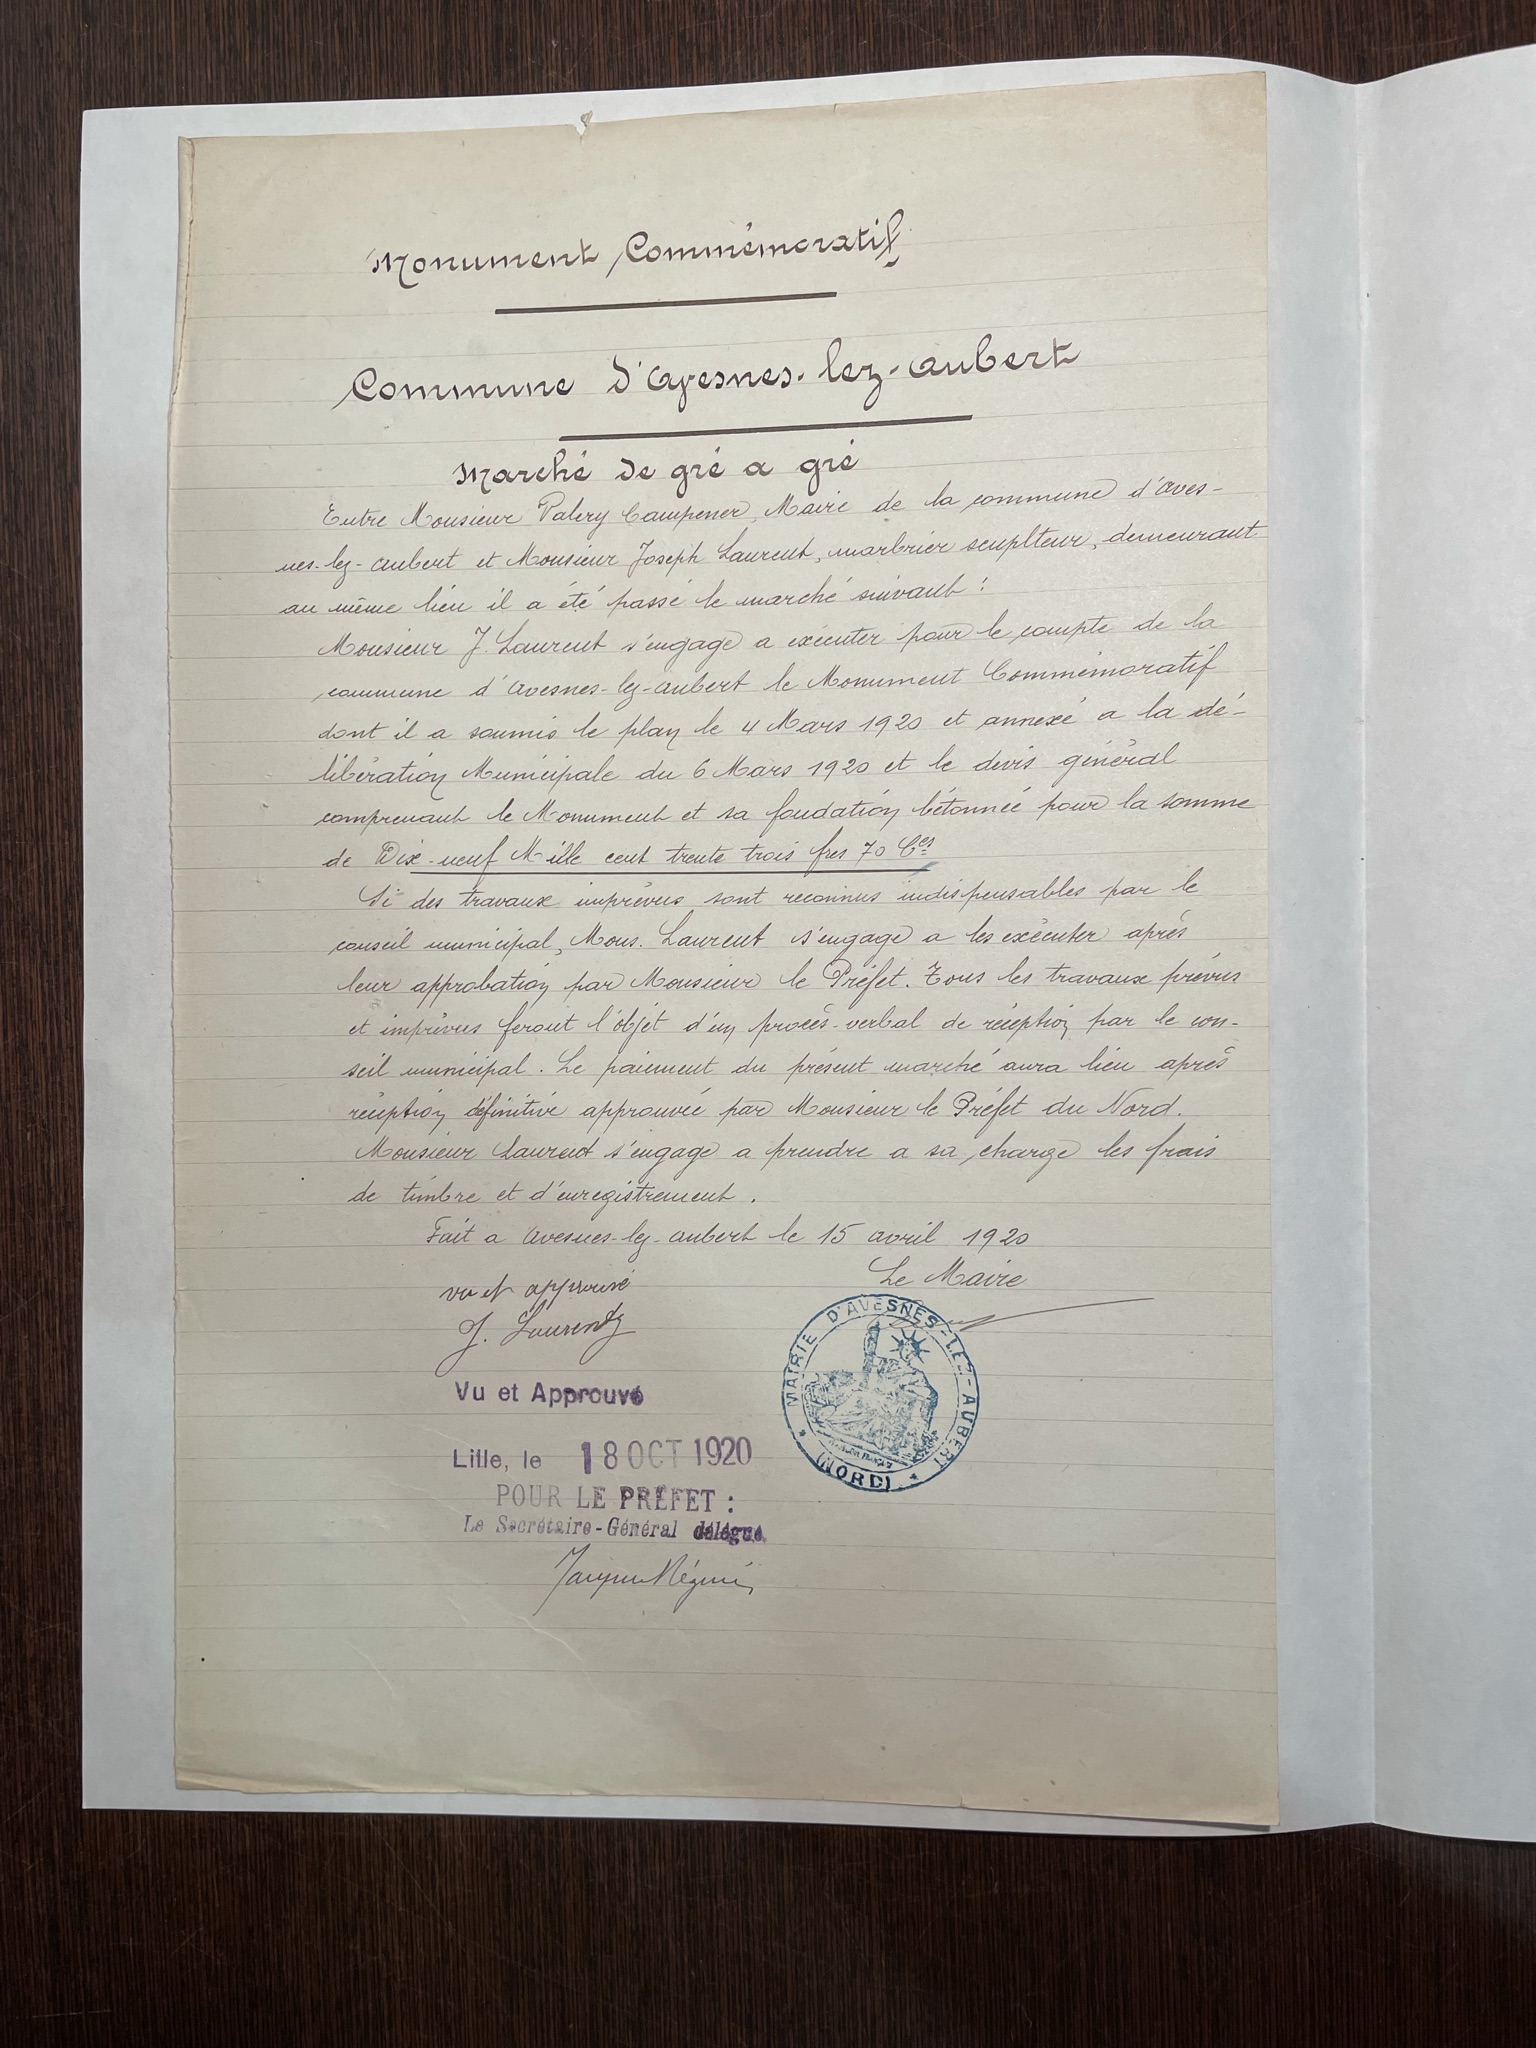 Monument Commémoratif
Commune d'Avesnes-lez-Aubert
Marché de gré a gré
Entre Monsieur Paléry Campener, Maire de la commune d'Aves-
nes-lez-Aubert et Monsieur Joseph Laurent, marbrier scuplteur, demeurant
au même lieu il a été passé le marché suivant :
Monsieur J. Laurent s'engage a exécuter pour le compte de la
commune d'Avesnes-lez-Aubert le Monument Commémoratif
dont il a soumis le plan le 4 Mars 1920 et annexé a la dé-
libération Municipale du 6 Mars 1920 et le devis général
comprenant le Monument et sa fondation bétonnée pour la somme
de Dix-neuf Mille cent trente trois frcs 70 Ces
Si des travaux imprévus sont reconnus indispensables par le
conseil municipal, Mons. Laurent s'engage a les exécuter après
leur approbation par Monsieur le Préfet. Tous les travaux prévus
et imprévus feront l'objet d'un procès-verbal de réception par le con-
seil municipal. Le paiement du présent marché aura lieu après
réception définitive approuvée par Monsieur le Préfet du Nord.
Monsieur Laurent s'engage a prendre a sa charge les frais
de timbre et d'enregistrement.
Fait a Avesnes-lez-Aubert le 15 avril 1920
Le Maire
vu et approuvé
J. Laurent
MAIRIE D'AVESNES-LEZ-AUBERT
(NORD)
Vu et Approuvé
Lille, le 18 OCT 1920
POUR LE PRÉFET :
Le Secrétaire-Général délégué